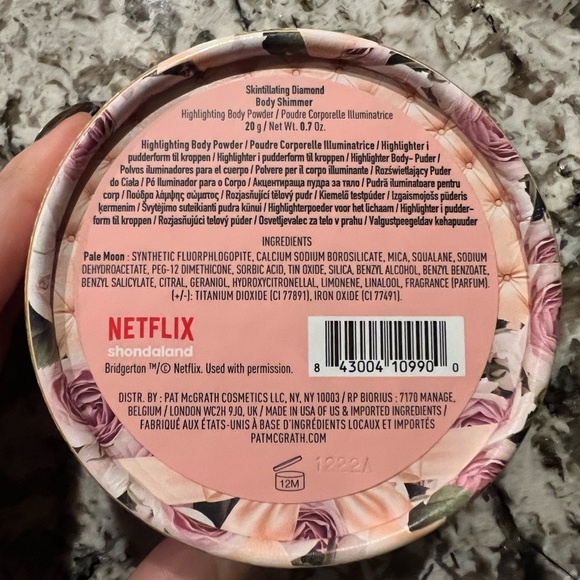 Skintillating Diamond
Body Shimmer
Highlighting Body Powder / Poudre Corporelle Illuminatrice
20 g / Net Wt. 0.7 Oz.
Highlighting Body Powder / Poudre Corporelle Illuminatrice / Highlighter i
pudderform til kroppen / Highlighter i pudderform til kroppen / Highlighter Body- Puder /
Polvos iluminadores para el cuerpo / Polvere per il corpo illuminante / Rozświetlający Puder
do Ciała / Pó Iluminador para o Corpo / Акцентираща пудра за тяло / Pudră iluminatoare pentru
corp / Πούδρα λάμψης σώματος / Rozjasňující tělový pudr / Kiemelő testpúder / Izgaismojošs pūderis
ķermenim / Švytėjimo suteikianti pudra kūnui / Highlighterpoeder voor het lichaam / Highlighter i pudder-
form til kroppen / Rozjasňujúci telový púder / Osvetljevalec za telo v prahu / Valgustpeegeldav kehapuuder
INGREDIENTS
Pale Moon : SYNTHETIC FLUORPHLOGOPITE, CALCIUM SODIUM BOROSILICATE, MICA, SQUALANE, SODIUM
DEHYDROACETATE, PEG-12 DIMETHICONE, SORBIC ACID, TIN OXIDE, SILICA, BENZYL ALCOHOL, BENZYL BENZOATE,
BENZYL SALICYLATE, CITRAL, GERANIOL, HYDROXYCITRONELLAL, LIMONENE, LINALOOL, FRAGRANCE (PARFUM).
(+/-): TITANIUM DIOXIDE (CI 77891), IRON OXIDE (CI 77491).
NETFLIX
shondaland
Bridgerton ™/© Netflix. Used with permission.
8 43004 10990 0
DISTR. BY : PAT McGRATH COSMETICS LLC, NY, NY 10003 / RP BIORIUS : 7170 MANAGE,
BELGIUM / LONDON WC2H 9JQ, UK / MADE IN USA OF US & IMPORTED INGREDIENTS /
FABRIQUÉ AUX ÉTATS-UNIS À BASE D'INGRÉDIENTS LOCAUX ET IMPORTÉS
PATMCGRATH.COM
12M
1222A